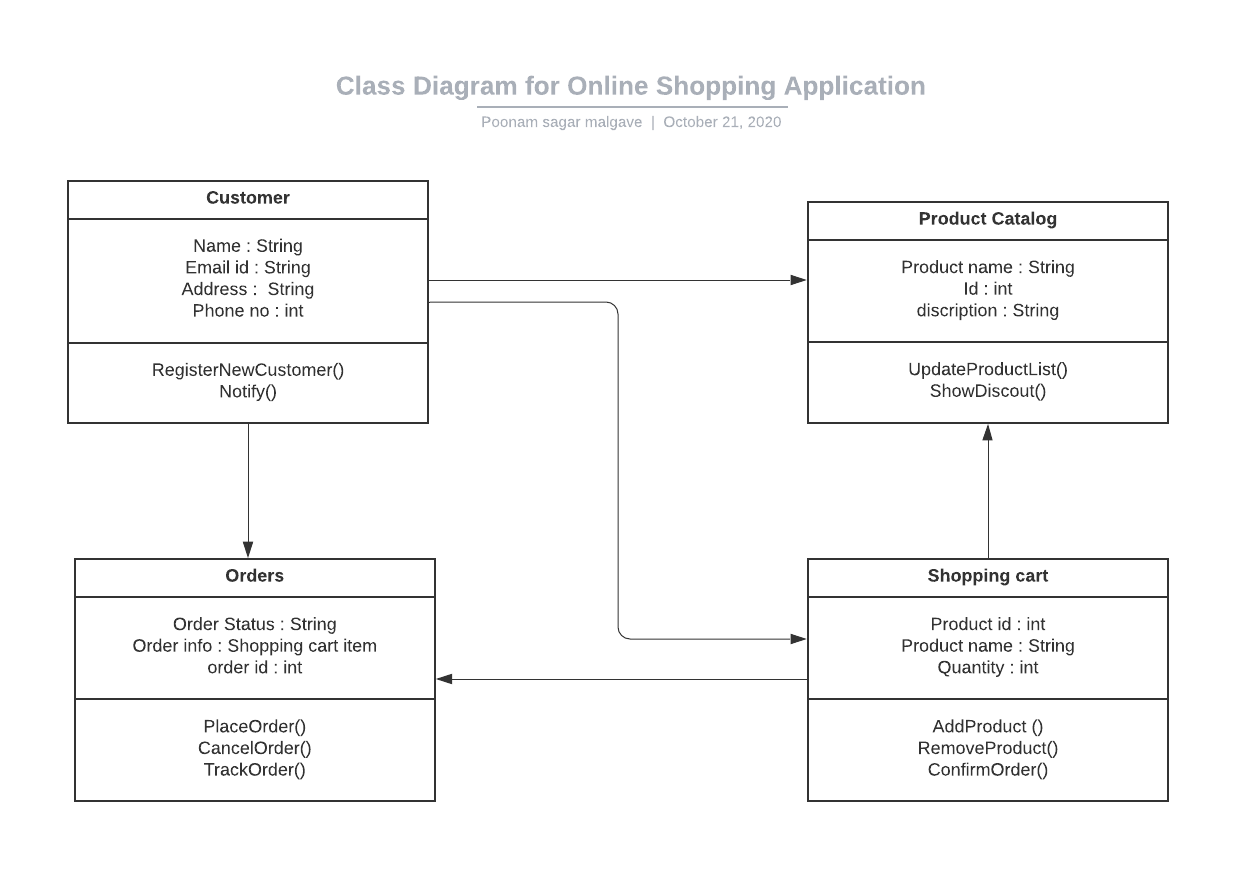 Class Diagram for Online Shopping Application
Poonam sagar malgave | October 21, 2020
Customer
Name : String
Email id : String
Address :  String
Phone no : int
RegisterNewCustomer()
Notify()
Product Catalog
Product name : String
Id : int
discription : String
UpdateProductList()
ShowDiscout()
Orders
Order Status : String
Order info : Shopping cart item
order id : int
PlaceOrder()
CancelOrder()
TrackOrder()
Shopping cart
Product id : int
Product name : String
Quantity : int
AddProduct ()
RemoveProduct()
ConfirmOrder()